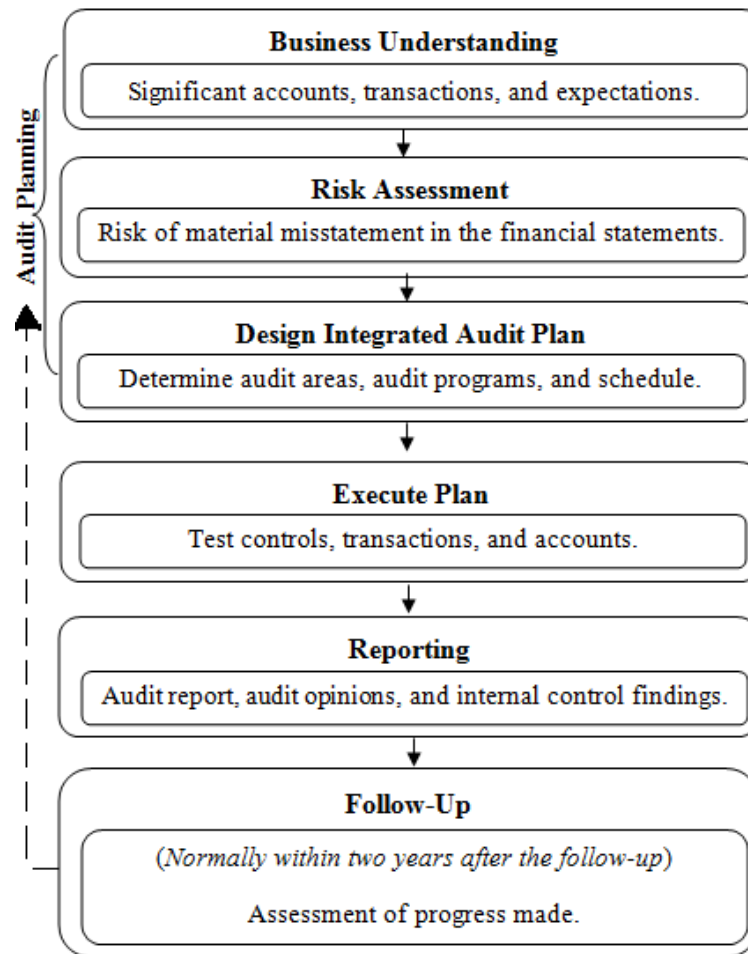 Business Understanding
Significant accounts, transactions, and expectations.
Audit Planning
Risk Assessment
Risk of material misstatement in the financial statements.
Design Integrated Audit Plan
Determine audit areas, audit programs, and schedule.
Execute Plan
Test controls, transactions, and accounts.
Reporting
Audit report, audit opinions, and internal control findings.
Follow-Up
(Normally within two years after the follow-up)
Assessment of progress made.